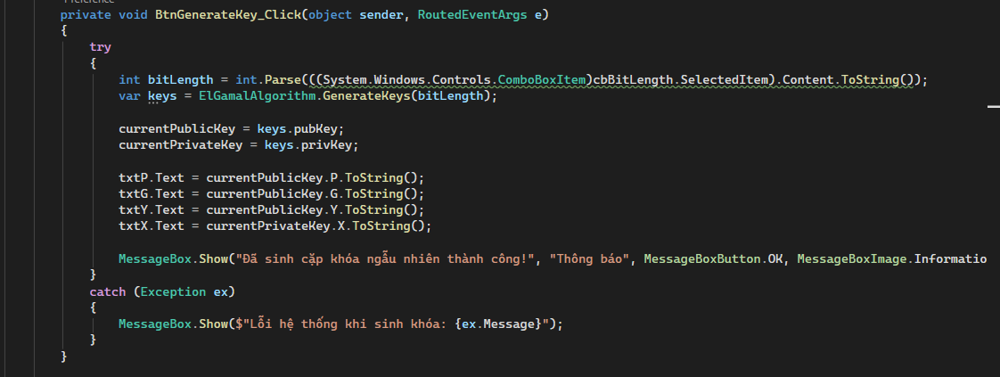 private void BtnGenerateKey_Click(object sender, RoutedEventArgs e)
{
try
{
int bitLength = int.Parse(((System.Windows.Controls.ComboBoxItem)cbBitLength.SelectedItem).Content.ToString());
var keys = ElGamalAlgorithm.GenerateKeys(bitLength);
currentPublicKey = keys.pubKey;
currentPrivateKey = keys.privKey;
txtP.Text = currentPublicKey.P.ToString();
txtG.Text = currentPublicKey.G.ToString();
txtY.Text = currentPublicKey.Y.ToString();
txtX.Text = currentPrivateKey.X.ToString();
MessageBox.Show("Đã sinh cặp khóa ngẫu nhiên thành công!", "Thông báo", MessageBoxButton.OK, MessageBoxImage.Informatio
}
catch (Exception ex)
{
MessageBox.Show($"Lỗi hệ thống khi sinh khóa: {ex.Message}");
}
}